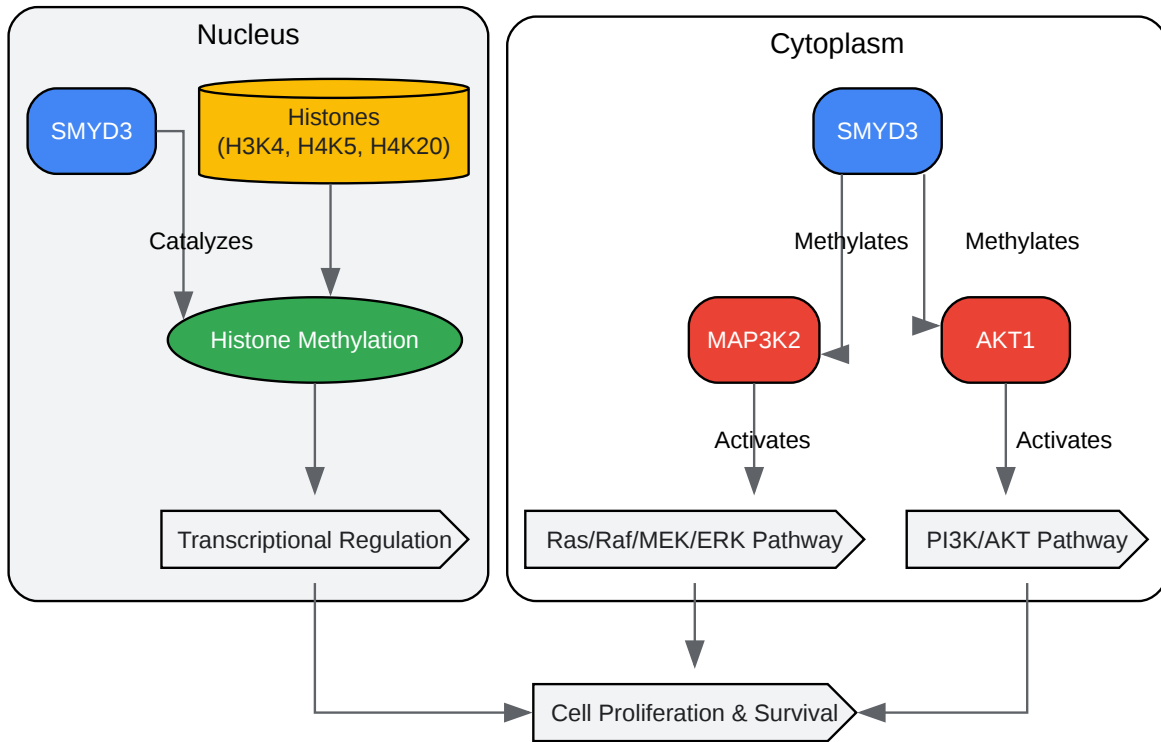 Nucleus
SMYD3
Histones
(H3K4, H4K5, H4K20)
Catalyzes
Histone Methylation
Transcriptional Regulation
Cytoplasm
SMYD3
Methylates
Methylates
MAP3K2
AKT1
Activates
Activates
Ras/Raf/MEK/ERK Pathway
PI3K/AKT Pathway
Cell Proliferation & Survival